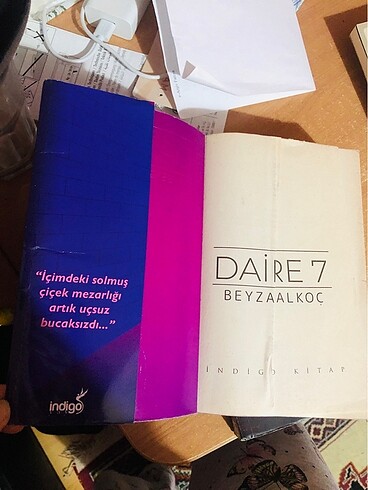 “İçimdeki solmuş
çiçek mezarlığı
artık uçsuz
bucaksızdı...”
indigo
DAİRE 7
BEYZAALKOÇ
İNDİGO KİTAP